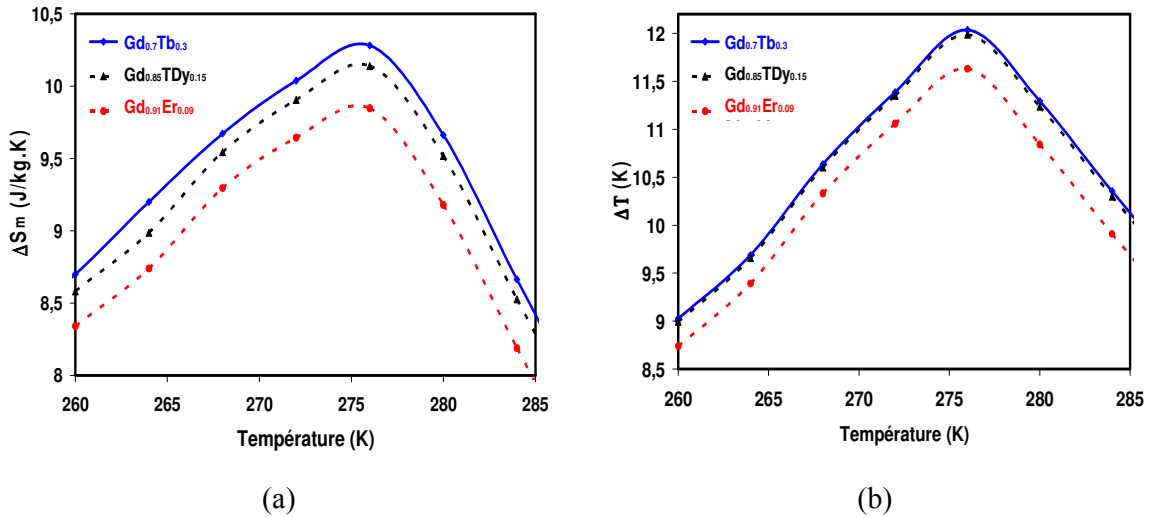 10,5
10
9,5
9
8,5
8
ΔSm (J/kg.K)
Gd0.7Tb0.3
Gd0.85TDy0.15
Gd0.91Er0.09
260 265 270 275 280 285
Température (K)
(a)
12
11,5
11
10,5
10
9,5
9
8,5
ΔT (K)
Gd0.7Tb0.3
Gd0.85TDy0.15
Gd0.91Er0.09
260 265 270 275 280 285
Température (K)
(b)